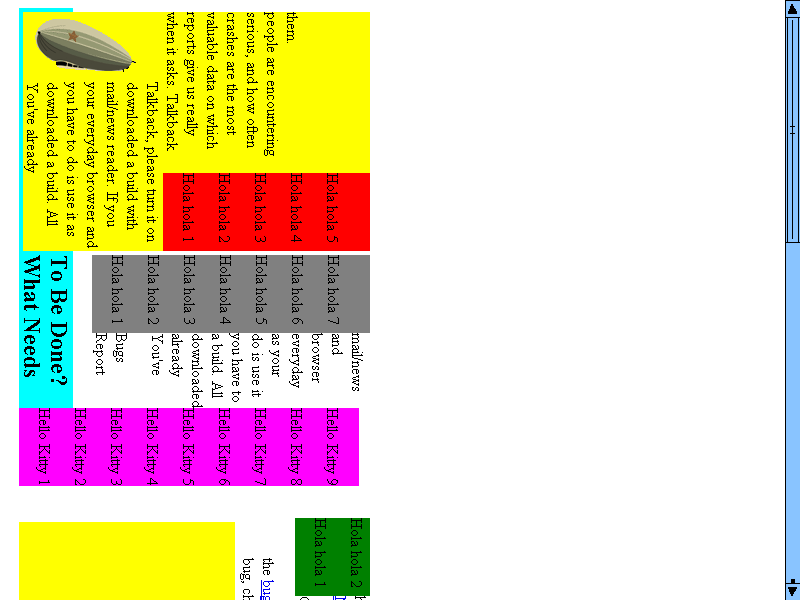 You've already
downloaded a build. All
you have to do is use it as
your everyday browser and
mail/news reader. If you
downloaded a build with
Talkback, please turn it on
when it asks. Talkback
reports give us really
valuable data on which
crashes are the most
serious, and how often
people are encountering
them.
Hola hola 1
Hola hola 2
Hola hola 3
Hola hola 4
Hola hola 5
What Needs
To Be Done?
Hola hola 1
Hola hola 2
Hola hola 3
Hola hola 4
Hola hola 5
Hola hola 6
Hola hola 7
Report
Bugs
You've
already
downloaded
a build. All
you have to
do is use it
as your
everyday
browser
and
mail/news
Hello Kitty 1
Hello Kitty 2
Hello Kitty 3
Hello Kitty 4
Hello Kitty 5
Hello Kitty 6
Hello Kitty 7
Hello Kitty 8
Hello Kitty 9
bug,
the bug
Hola hola 1
Hola hola 2